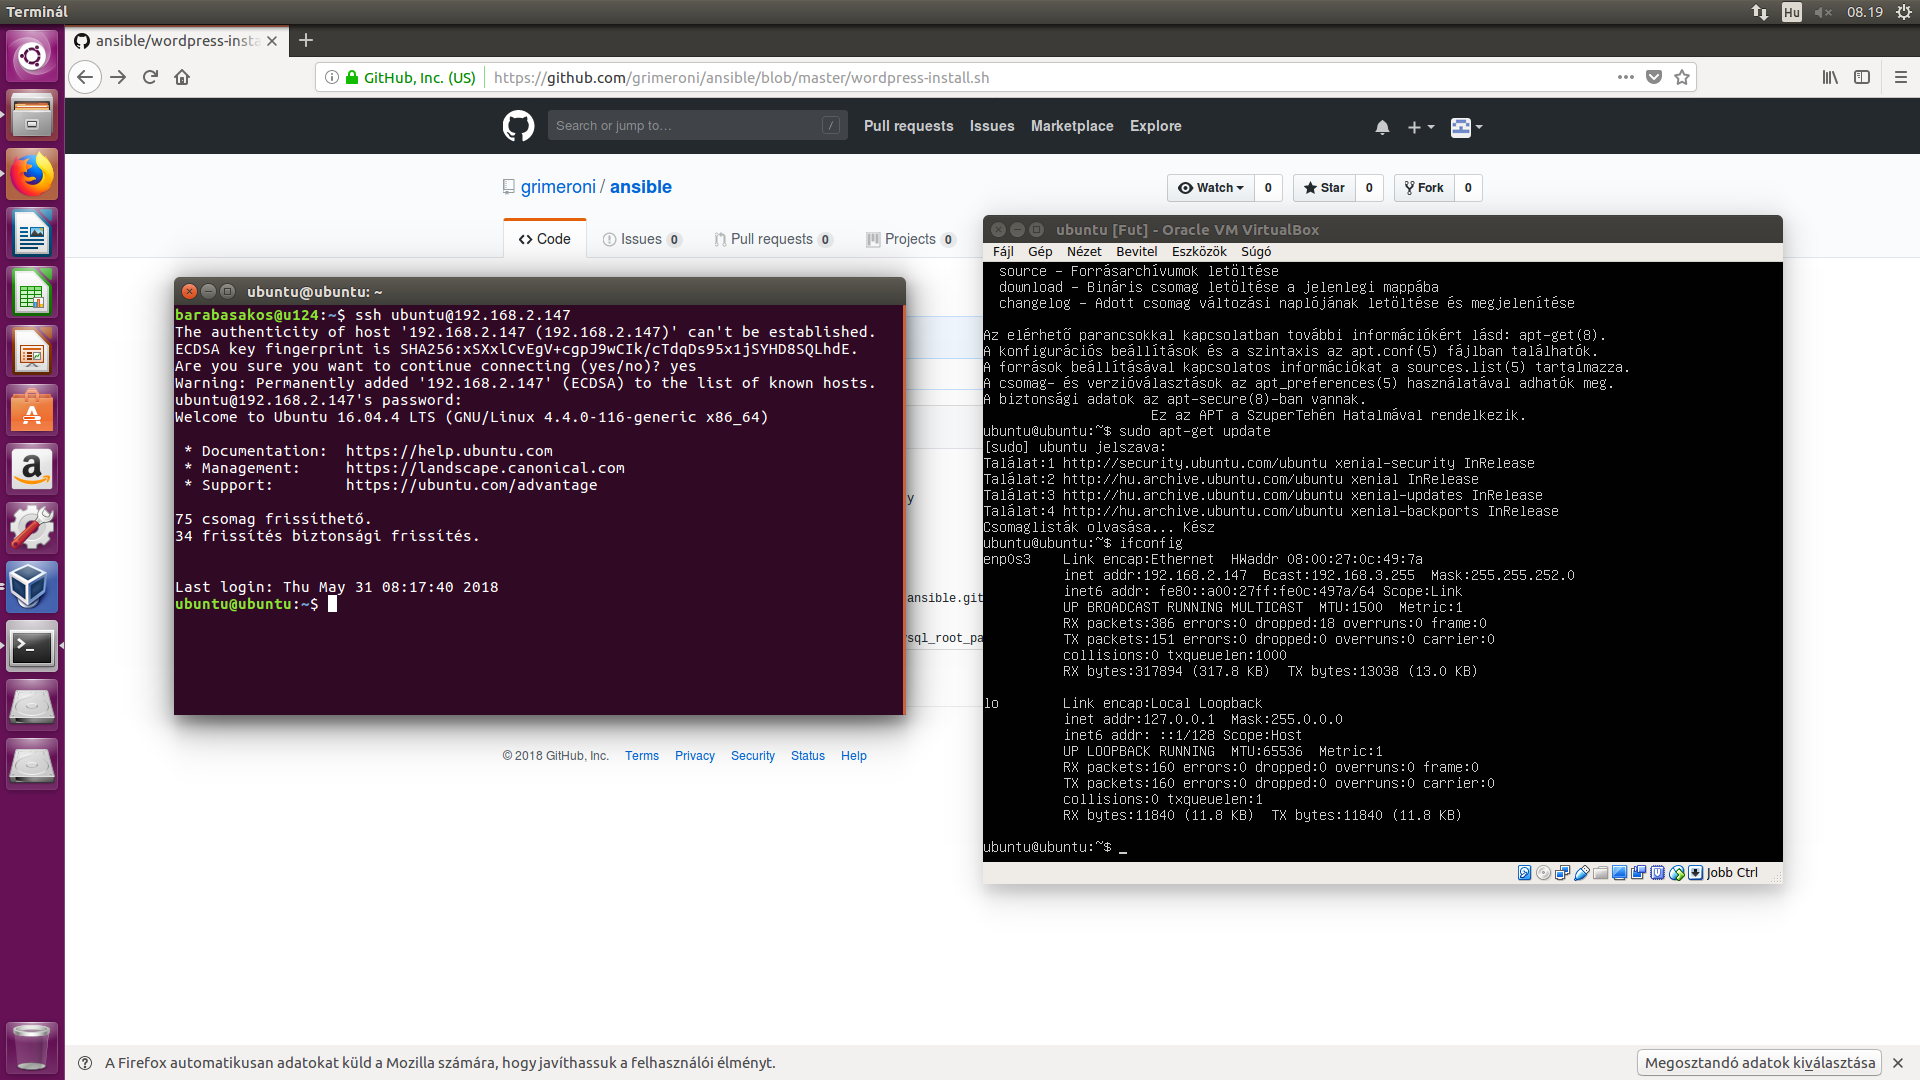 Terminál
Hu
08.19
ansible/wordpress-insta
GitHub, Inc. (US)
https://github.com/grimeroni/ansible/blob/master/wordpress-install.sh
Search or jump to…
/
Pull requests
Issues
Marketplace
Explore
grimeroni / ansible
Watch
0
Star
0
Fork
0
Code
Issues 0
Pull requests 0
Projects 0
ubuntu@ubuntu: ~
barabasakos@u124:~$ ssh ubuntu@192.168.2.147
The authenticity of host '192.168.2.147 (192.168.2.147)' can't be established.
ECDSA key fingerprint is SHA256:xSXxlCvEgV+cgpJ9wCIk/cTdqDs95x1jSYHD8SQLhdE.
Are you sure you want to continue connecting (yes/no)? yes
Warning: Permanently added '192.168.2.147' (ECDSA) to the list of known hosts.
ubuntu@192.168.2.147's password:
Welcome to Ubuntu 16.04.4 LTS (GNU/Linux 4.4.0-116-generic x86_64)
* Documentation:  https://help.ubuntu.com
* Management:     https://landscape.canonical.com
* Support:        https://ubuntu.com/advantage
75 csomag frissíthető.
34 frissítés biztonsági frissítés.
Last login: Thu May 31 08:17:40 2018
ubuntu@ubuntu:~$
y
ansible.git
sql_root_pa
ubuntu [Fut] - Oracle VM VirtualBox
Fájl Gép Nézet Bevitel Eszközök Súgó
source – Forrásarchívumok letöltése
download – Bináris csomag letöltése a jelenlegi mappába
changelog – Adott csomag változási naplójának letöltése és megjelenítése
Az elérhető parancsokkal kapcsolatban további információkért lásd: apt-get(8).
A konfigurációs beállítások és a szintaxis az apt.conf(5) fájlban találhatók.
A források beállításával kapcsolatos információkat a sources.list(5) tartalmazza.
A csomag- és verzióválasztások az apt_preferences(5) használatával adhatók meg.
A biztonsági adatok az apt-secure(8)-ban vannak.
Ez az APT a SzuperTehén Hatalmával rendelkezik.
ubuntu@ubuntu:~$ sudo apt-get update
[sudo] ubuntu jelszava:
Találat:1 http://security.ubuntu.com/ubuntu xenial-security InRelease
Találat:2 http://hu.archive.ubuntu.com/ubuntu xenial InRelease
Találat:3 http://hu.archive.ubuntu.com/ubuntu xenial-updates InRelease
Találat:4 http://hu.archive.ubuntu.com/ubuntu xenial-backports InRelease
Csomaglisták olvasása... Kész
ubuntu@ubuntu:~$ ifconfig
enp0s3    Link encap:Ethernet  HWaddr 08:00:27:0c:49:7a
inet addr:192.168.2.147  Bcast:192.168.3.255  Mask:255.255.252.0
inet6 addr: fe80::a00:27ff:fe0c:497a/64 Scope:Link
UP BROADCAST RUNNING MULTICAST  MTU:1500  Metric:1
RX packets:386 errors:0 dropped:18 overruns:0 frame:0
TX packets:151 errors:0 dropped:0 overruns:0 carrier:0
collisions:0 txqueuelen:1000
RX bytes:317894 (317.8 KB)  TX bytes:13038 (13.0 KB)
lo        Link encap:Local Loopback
inet addr:127.0.0.1  Mask:255.0.0.0
inet6 addr: ::1/128 Scope:Host
UP LOOPBACK RUNNING  MTU:65536  Metric:1
RX packets:160 errors:0 dropped:0 overruns:0 frame:0
TX packets:160 errors:0 dropped:0 overruns:0 carrier:0
collisions:0 txqueuelen:1
RX bytes:11840 (11.8 KB)  TX bytes:11840 (11.8 KB)
ubuntu@ubuntu:~$ _
Jobb Ctrl
© 2018 GitHub, Inc. Terms Privacy Security Status Help
A Firefox automatikusan adatokat küld a Mozilla számára, hogy javíthassuk a felhasználói élményt.
Megosztandó adatok kiválasztása